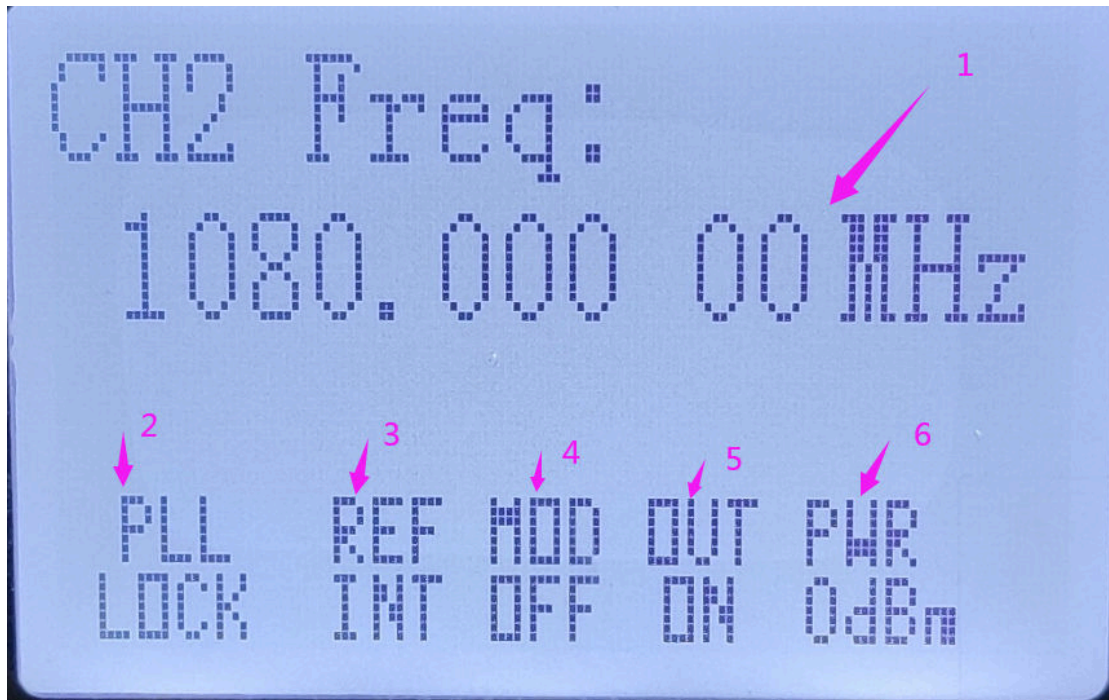 1
CH2 Freq:
1080.000 00MHz
2 3 4 5 6
PLL REF MOD OUT PWR
LOCK INT OFF ON 0dBm